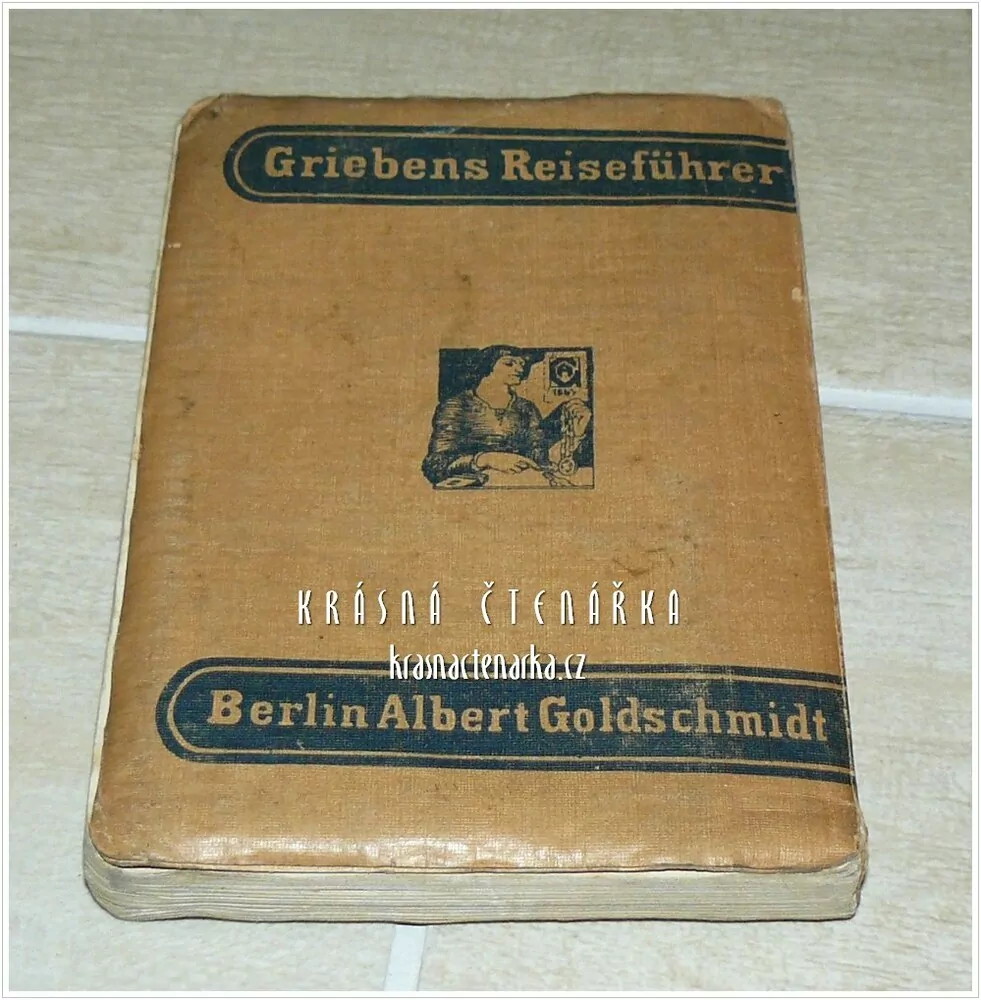 Griebens Reiseführer
KRÁSNÁ ČTENÁŘKA
krasnactenarka.cz
Berlin Albert Goldschmidt